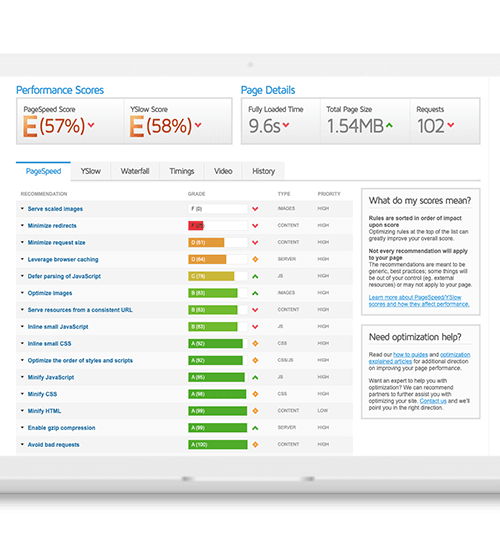 Performance Scores
Page Details
PageSpeed Score
E(57%)
YSlow Score
E(58%)
Fully Loaded Time
9.6s
Total Page Size
1.54MB
Requests
102
PageSpeed YSlow Waterfall Timings Video History
RECOMMENDATION GRADE TYPE PRIORITY
Serve scaled images F (0) IMAGES HIGH
Minimize redirects CONTENT HIGH
Minimize request size D (61) CONTENT HIGH
Leverage browser caching D (64) SERVER HIGH
Defer parsing of JavaScript C (74) JS HIGH
Optimize images B (83) IMAGES HIGH
Serve resources from a consistent URL B (83) CONTENT HIGH
Inline small JavaScript B (83) JS HIGH
Inline small CSS A (92) CSS HIGH
Optimize the order of styles and scripts A (92) CSS/JS HIGH
Minify JavaScript A (95) JS HIGH
Minify CSS A (98) CSS HIGH
Minify HTML A (99) CONTENT LOW
Enable gzip compression A (99) SERVER HIGH
Avoid bad requests A (100) CONTENT HIGH
What do my scores mean?
Rules are sorted in order of impact
upon score
Optimizing rules at the top of the list can
greatly improve your overall score.
Not every recommendation will apply
to your page
The recommendations are meant to be
generic, best practices; some things will
be out of your control (eg. external
resources) or may not apply to your page.
Learn more about PageSpeed/YSlow
scores and how they affect performance.
Need optimization help?
Read our how to guides and optimization
explained articles for additional direction
on improving your page performance.
Want an expert to help you with
optimization? We can recommend
partners to further assist you with
optimizing your site. Contact us and we'll
point you in the right direction.